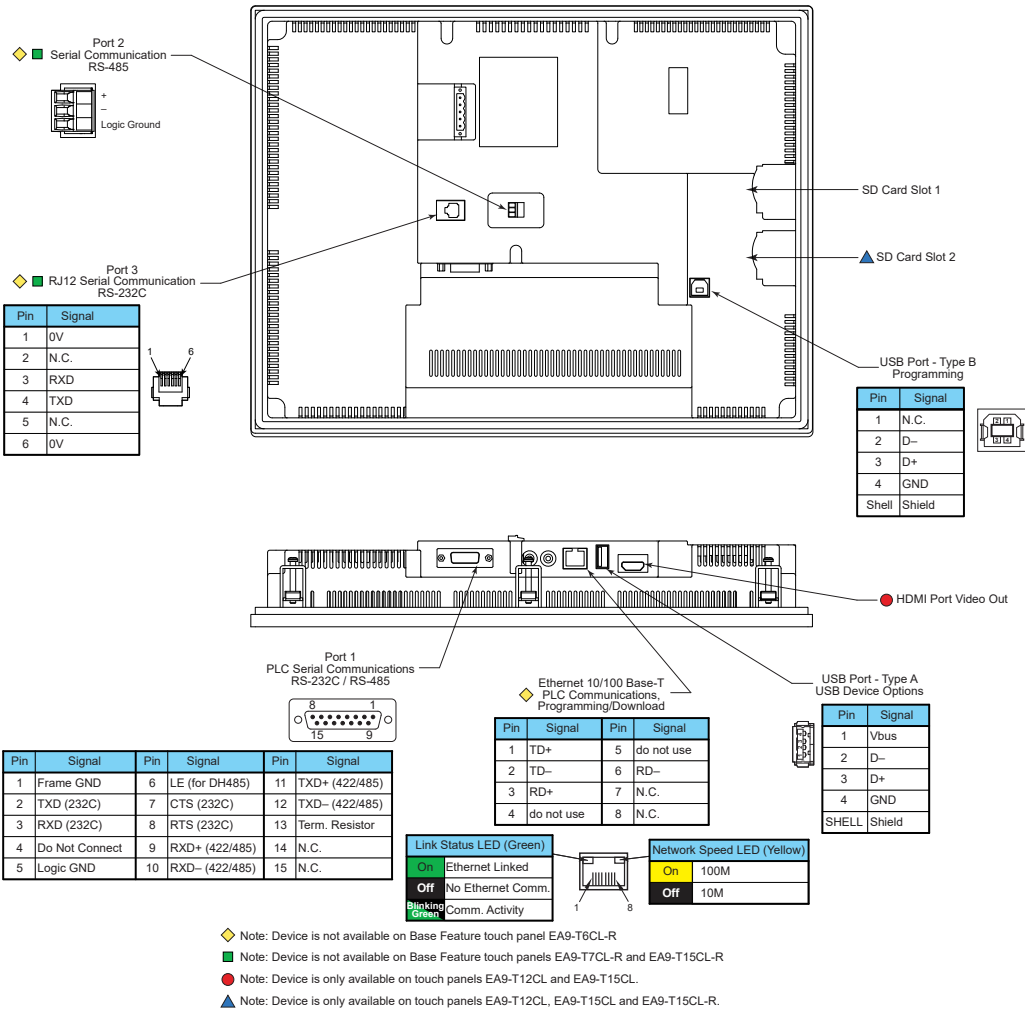 Port 2
Serial Communication
RS-485
+
–
Logic Ground
SD Card Slot 1
SD Card Slot 2
Port 3
RJ12 Serial Communication
RS-232C
Pin Signal
1 0V
2 N.C.
3 RXD
4 TXD
5 N.C.
6 0V
1 6
USB Port - Type B
Programming
Pin Signal
1 N.C.
2 D–
3 D+
4 GND
Shell Shield
2 1
3 4
HDMI Port Video Out
Port 1
PLC Serial Communications
RS-232C / RS-485
8 1
15 9
Pin Signal Pin Signal Pin Signal
1 Frame GND 6 LE (for DH485) 11 TXD+ (422/485)
2 TXD (232C) 7 CTS (232C) 12 TXD– (422/485)
3 RXD (232C) 8 RTS (232C) 13 Term. Resistor
4 Do Not Connect 9 RXD+ (422/485) 14 N.C.
5 Logic GND 10 RXD– (422/485) 15 N.C.
Ethernet 10/100 Base-T
PLC Communications,
Programming/Download
Pin Signal Pin Signal
1 TD+ 5 do not use
2 TD– 6 RD–
3 RD+ 7 N.C.
4 do not use 8 N.C.
USB Port - Type A
USB Device Options
Pin Signal
1 Vbus
2 D–
3 D+
4 GND
SHELL Shield
Link Status LED (Green)
On Ethernet Linked
Off No Ethernet Comm.
Blinking Green Comm. Activity
1 8
Network Speed LED (Yellow)
On 100M
Off 10M
Note: Device is not available on Base Feature touch panel EA9-T6CL-R
Note: Device is not available on Base Feature touch panels EA9-T7CL-R and EA9-T15CL-R
Note: Device is only available on touch panels EA9-T12CL and EA9-T15CL.
Note: Device is only available on touch panels EA9-T12CL, EA9-T15CL and EA9-T15CL-R.